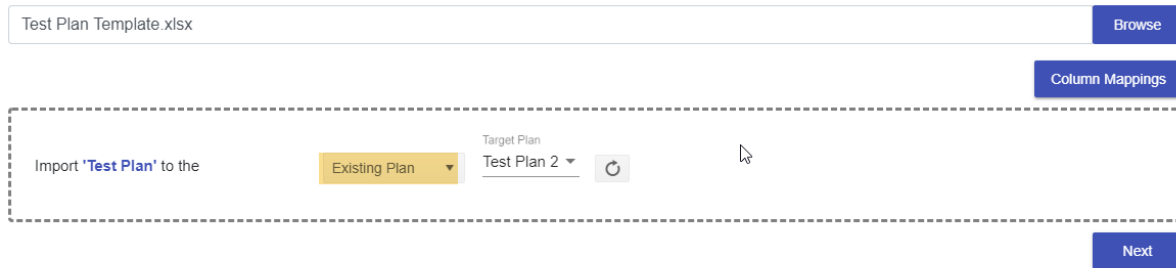 Test Plan Template.xlsx
Browse
Column Mappings
Target Plan
Import 'Test Plan' to the
Existing Plan
Test Plan 2
Next